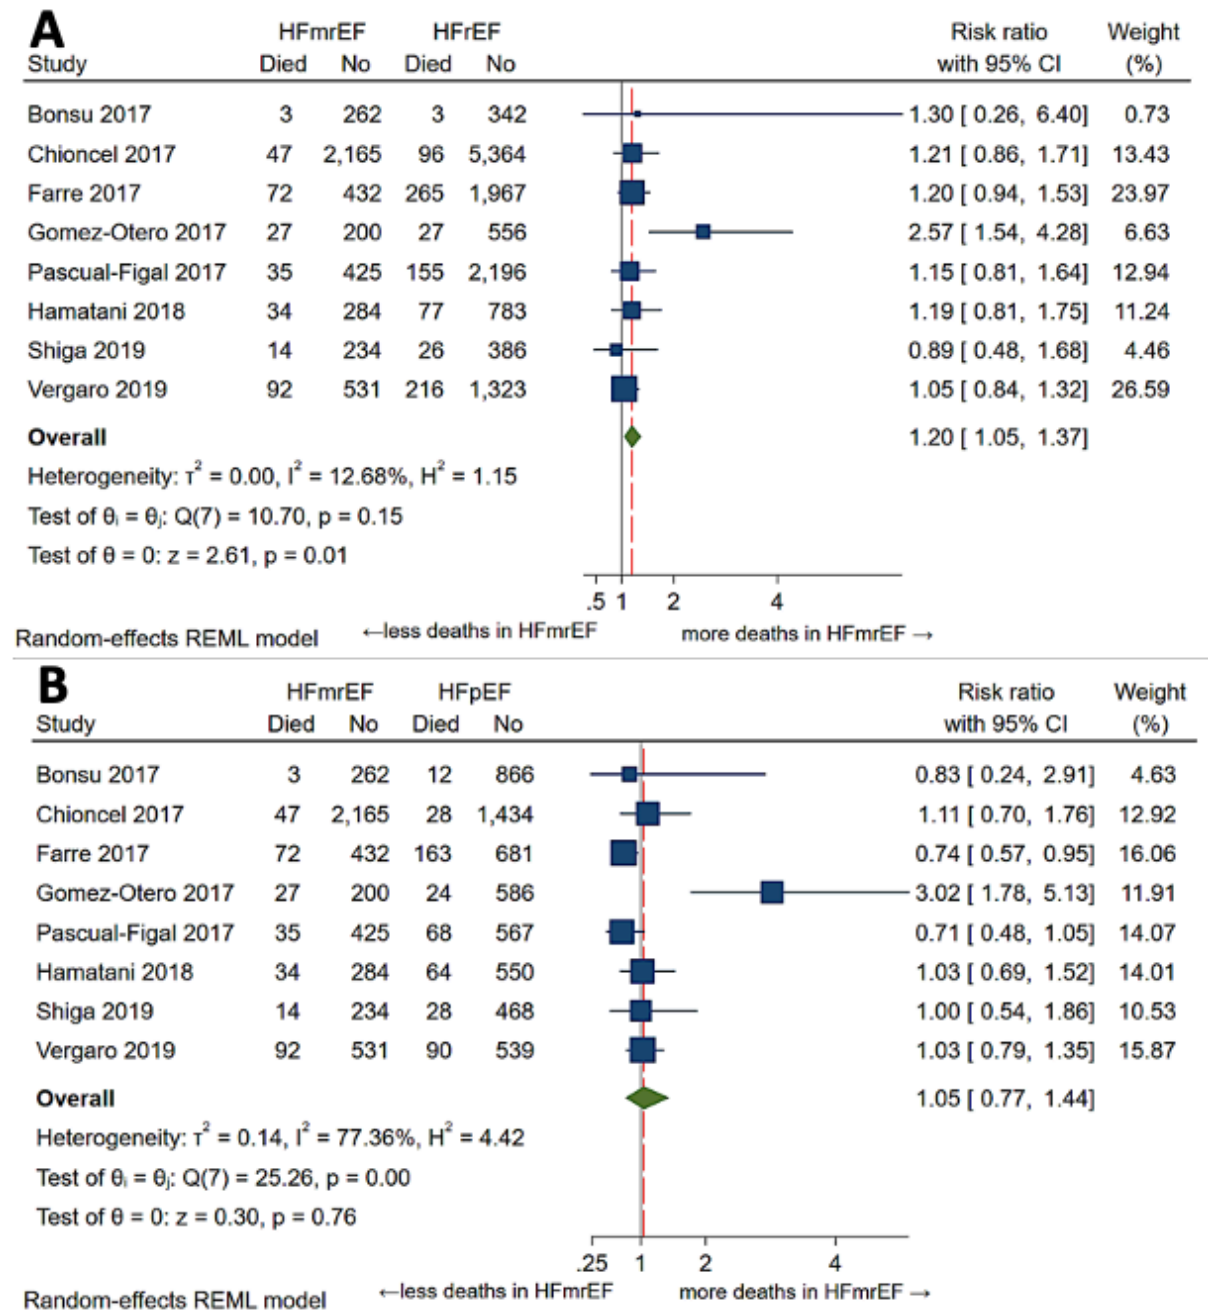 A
HFmrEF HFrEF Risk ratio Weight
Study Died No Died No with 95% CI (%)
Bonsu 2017 3 262 3 342 1.30 [ 0.26, 6.40] 0.73
Chioncel 2017 47 2,165 96 5,364 1.21 [ 0.86, 1.71] 13.43
Farre 2017 72 432 265 1,967 1.20 [ 0.94, 1.53] 23.97
Gomez-Otero 2017 27 200 27 556 2.57 [ 1.54, 4.28] 6.63
Pascual-Figal 2017 35 425 155 2,196 1.15 [ 0.81, 1.64] 12.94
Hamatani 2018 34 284 77 783 1.19 [ 0.81, 1.75] 11.24
Shiga 2019 14 234 26 386 0.89 [ 0.48, 1.68] 4.46
Vergaro 2019 92 531 216 1,323 1.05 [ 0.84, 1.32] 26.59
Overall 1.20 [ 1.05, 1.37]
Heterogeneity: τ² = 0.00, I² = 12.68%, H² = 1.15
Test of θᵢ = θⱼ: Q(7) = 10.70, p = 0.15
Test of θ = 0: z = 2.61, p = 0.01
.5 1 2 4
Random-effects REML model ←less deaths in HFmrEF more deaths in HFmrEF →
B
HFmrEF HFpEF Risk ratio Weight
Study Died No Died No with 95% CI (%)
Bonsu 2017 3 262 12 866 0.83 [ 0.24, 2.91] 4.63
Chioncel 2017 47 2,165 28 1,434 1.11 [ 0.70, 1.76] 12.92
Farre 2017 72 432 163 681 0.74 [ 0.57, 0.95] 16.06
Gomez-Otero 2017 27 200 24 586 3.02 [ 1.78, 5.13] 11.91
Pascual-Figal 2017 35 425 68 567 0.71 [ 0.48, 1.05] 14.07
Hamatani 2018 34 284 64 550 1.03 [ 0.69, 1.52] 14.01
Shiga 2019 14 234 28 468 1.00 [ 0.54, 1.86] 10.53
Vergaro 2019 92 531 90 539 1.03 [ 0.79, 1.35] 15.87
Overall 1.05 [ 0.77, 1.44]
Heterogeneity: τ² = 0.14, I² = 77.36%, H² = 4.42
Test of θᵢ = θⱼ: Q(7) = 25.26, p = 0.00
Test of θ = 0: z = 0.30, p = 0.76
.25 1 2 4
Random-effects REML model ←less deaths in HFmrEF more deaths in HFmrEF →